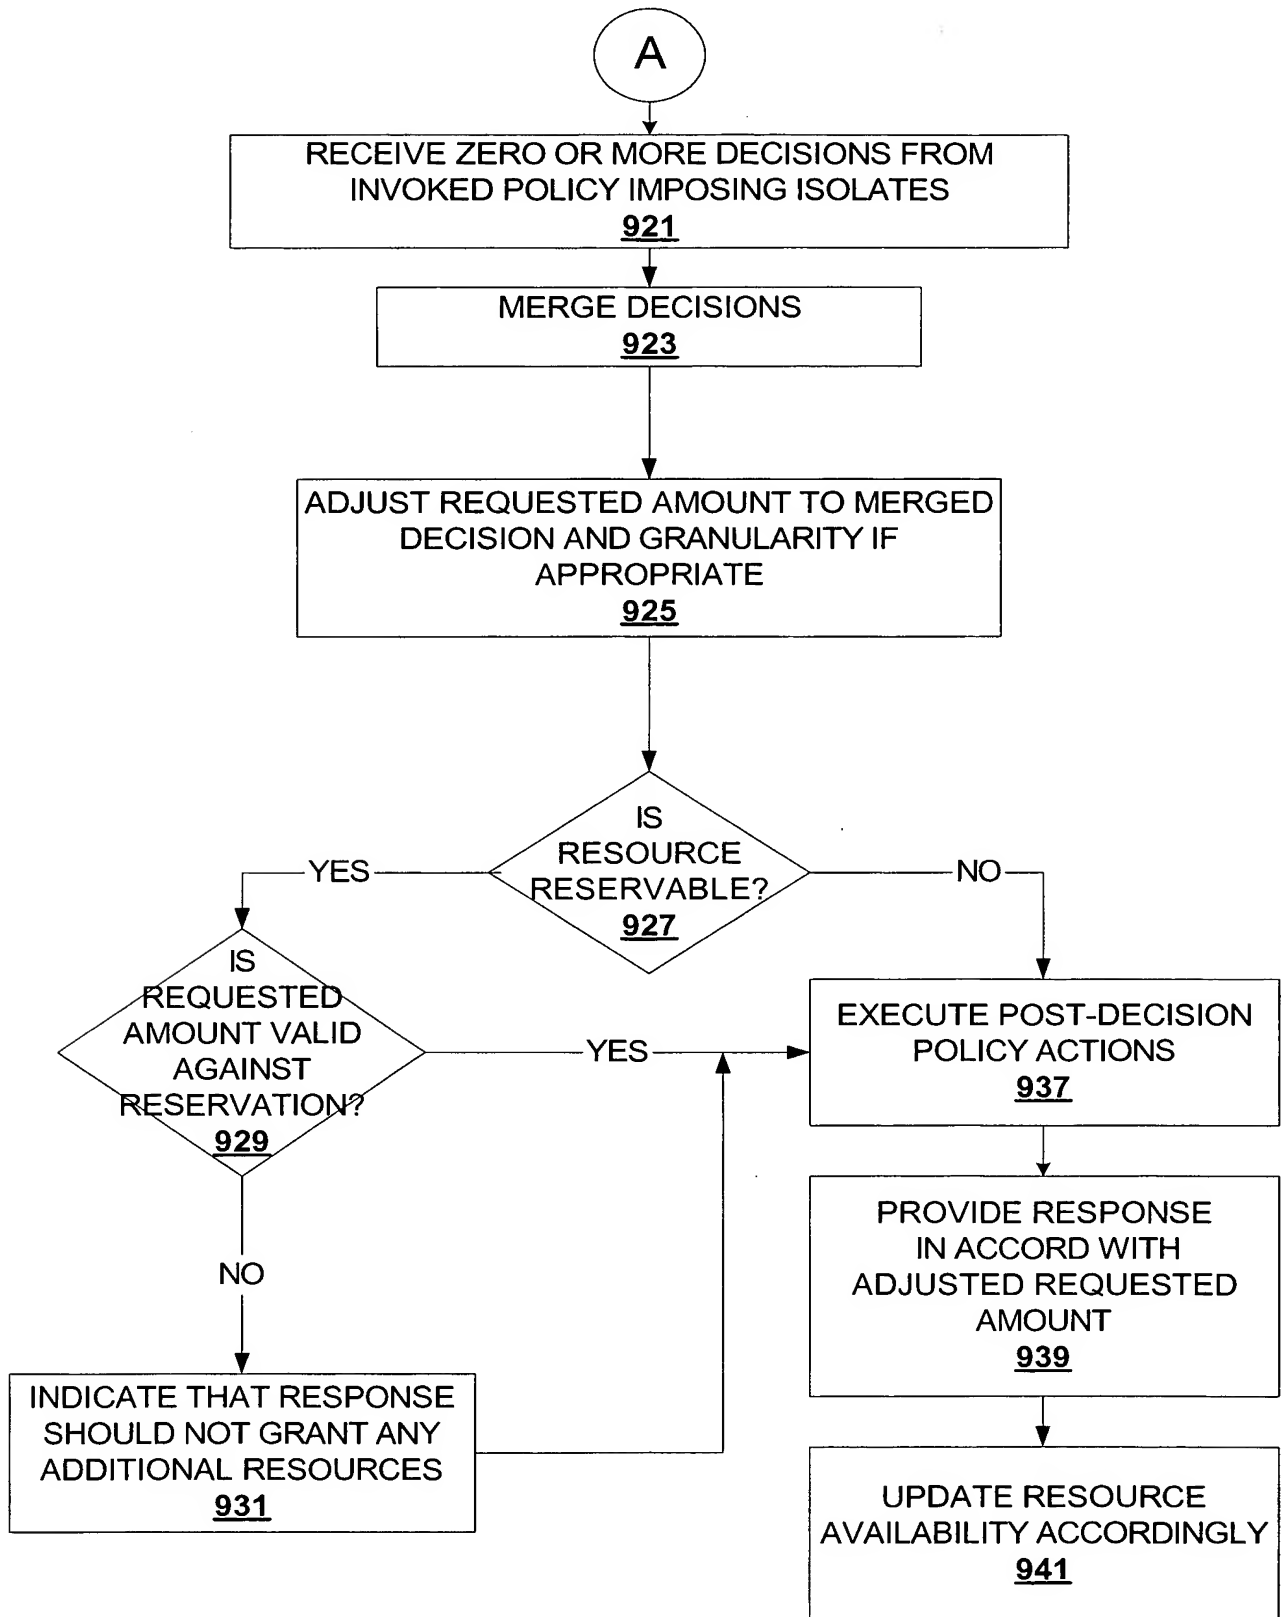 A
RECEIVE ZERO OR MORE DECISIONS FROM
INVOKED POLICY IMPOSING ISOLATES
921
MERGE DECISIONS
923
ADJUST REQUESTED AMOUNT TO MERGED
DECISION AND GRANULARITY IF
APPROPRIATE
925
IS
RESOURCE
RESERVABLE?
927
YES
NO
IS
REQUESTED
AMOUNT VALID
AGAINST
RESERVATION?
929
YES
NO
INDICATE THAT RESPONSE
SHOULD NOT GRANT ANY
ADDITIONAL RESOURCES
931
EXECUTE POST-DECISION
POLICY ACTIONS
937
PROVIDE RESPONSE
IN ACCORD WITH
ADJUSTED REQUESTED
AMOUNT
939
UPDATE RESOURCE
AVAILABILITY ACCORDINGLY
941